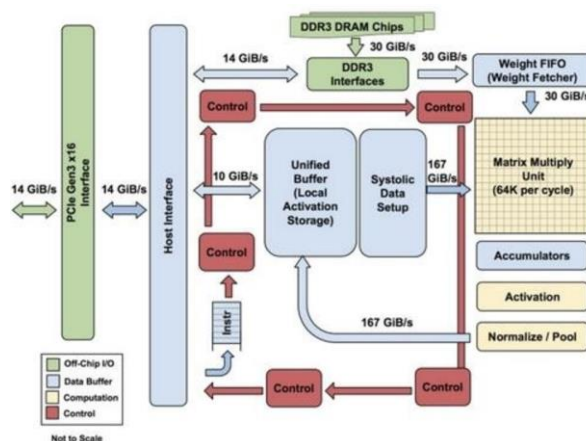 DDR3 DRAM Chips
30 GiB/s
14 GiB/s
DDR3
Interfaces
30 GiB/s
Weight FIFO
(Weight Fetcher)
30 GiB/s
Control
Control
PCIe Gen3 x16
Interface
14 GiB/s
14 GiB/s
Host Interface
10 GiB/s
Unified
Buffer
(Local
Activation
Storage)
Systolic
Data
Setup
167
GiB/s
Matrix Multiply
Unit
(64K per cycle)
Control
Accumulators
Activation
Instr
167 GiB/s
Normalize / Pool
Off-Chip I/O
Data Buffer
Computation
Control
Not to Scale
Control
Control